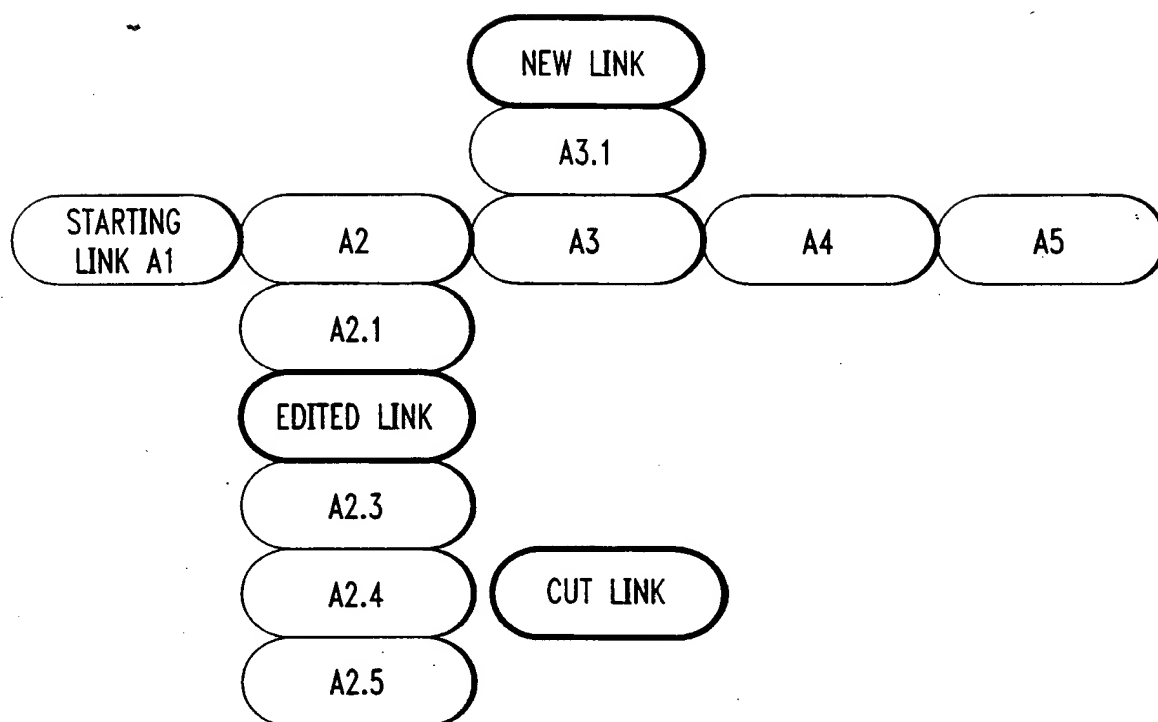 NEW LINK
A3.1
STARTING
LINK A1
A2
A3
A4
A5
A2.1
EDITED LINK
A2.3
A2.4
CUT LINK
A2.5